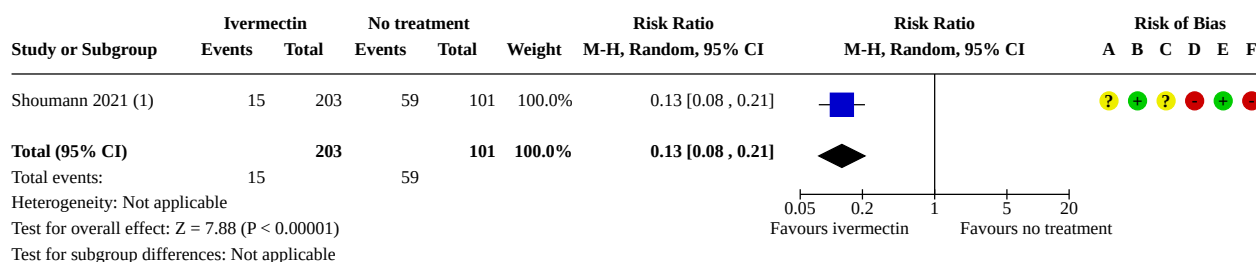 Ivermectin No treatment Risk Ratio Risk Ratio Risk of Bias
Study or Subgroup Events Total Events Total Weight M-H, Random, 95% CI M-H, Random, 95% CI A B C D E F
Shoumann 2021 (1) 15 203 59 101 100.0% 0.13 [0.08 , 0.21] ? + ? - + -
Total (95% CI) 203 101 100.0% 0.13 [0.08 , 0.21]
Total events: 15 59
Heterogeneity: Not applicable
0.05 0.2 1 5 20
Test for overall effect: Z = 7.88 (P < 0.00001)
Favours ivermectin Favours no treatment
Test for subgroup differences: Not applicable